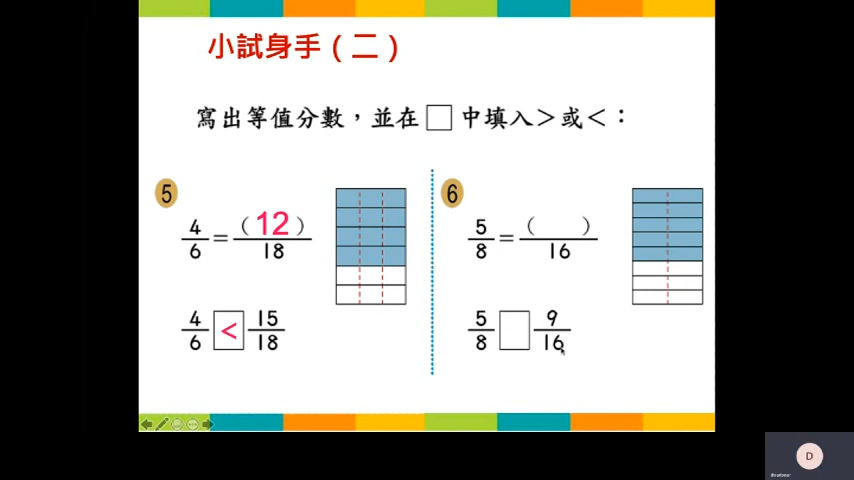 小試身手(二)
寫出等值分數，並在□中填入>或<：
5
4/6 = (12)/18
4/6 < 15/18
6
5/8 = ( )/16
5/8 □ 9/16
D